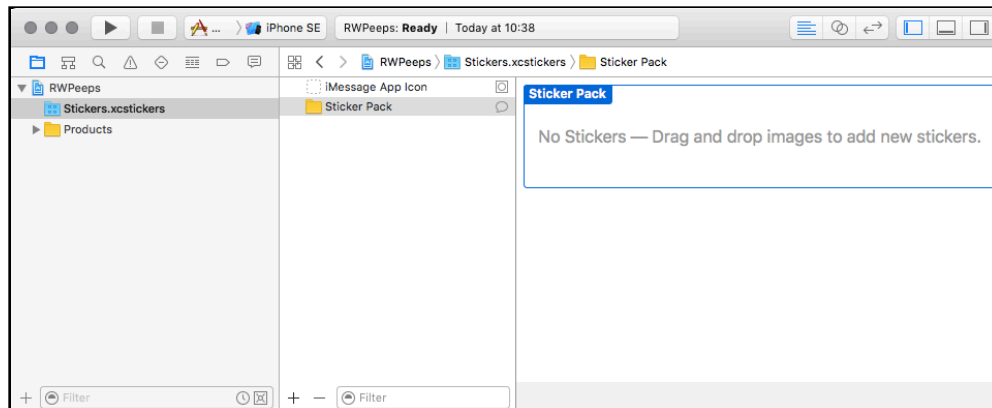 ... iPhone SE RWPeeps: Ready | Today at 10:38
RWPeeps Stickers.xcstickers Sticker Pack
RWPeeps
Stickers.xcstickers
Products
iMessage App Icon
Sticker Pack
Sticker Pack
No Stickers — Drag and drop images to add new stickers.
Filter
Filter